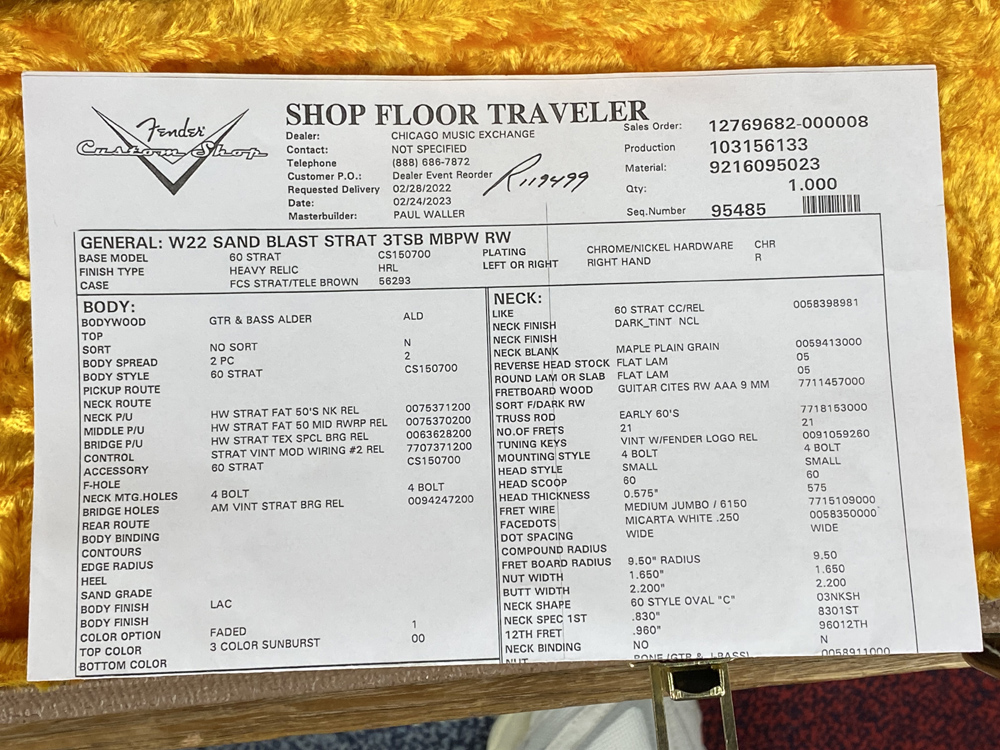 Fender
Custom Shop
SHOP FLOOR TRAVELER
Dealer: CHICAGO MUSIC EXCHANGE
Contact: NOT SPECIFIED
Telephone (888) 686-7872
Customer P.O.: Dealer Event Reorder
Requested Delivery 02/28/2022
Date: 02/24/2023
Masterbuilder: PAUL WALLER
R119499
Sales Order: 12769682-000008
Production 103156133
Material: 9216095023
Qty: 1.000
Seq.Number 95485
GENERAL: W22 SAND BLAST STRAT 3TSB MBPW RW
BASE MODEL 60 STRAT CS150700
FINISH TYPE HEAVY RELIC HRL
CASE FCS STRAT/TELE BROWN 56293
PLATING CHROME/NICKEL HARDWARE CHR
LEFT OR RIGHT RIGHT HAND R
BODY:
BODYWOOD GTR & BASS ALDER ALD
TOP
SORT NO SORT N
BODY SPREAD 2 PC 2
BODY STYLE 60 STRAT CS150700
PICKUP ROUTE
NECK ROUTE
NECK P/U HW STRAT FAT 50'S NK REL 0075371200
MIDDLE P/U HW STRAT FAT 50 MID RWRP REL 0075370200
BRIDGE P/U HW STRAT TEX SPCL BRG REL 0063628200
CONTROL STRAT VINT MOD WIRING #2 REL 7707371200
ACCESSORY 60 STRAT CS150700
F-HOLE
NECK MTG.HOLES 4 BOLT 4 BOLT
BRIDGE HOLES AM VINT STRAT BRG REL 0094247200
REAR ROUTE
BODY BINDING
CONTOURS
EDGE RADIUS
HEEL
SAND GRADE
BODY FINISH LAC
BODY FINISH
COLOR OPTION FADED 1
TOP COLOR 3 COLOR SUNBURST 00
BOTTOM COLOR
NECK:
LIKE 60 STRAT CC/REL 0058398981
NECK FINISH DARK_TINT NCL
NECK FINISH
NECK BLANK MAPLE PLAIN GRAIN 0059413000
REVERSE HEAD STOCK FLAT LAM 05
ROUND LAM OR SLAB FLAT LAM 05
FRETBOARD WOOD GUITAR CITES RW AAA 9 MM 7711457000
SORT F/DARK RW
TRUSS ROD EARLY 60'S 7718153000
NO.OF FRETS 21 21
TUNING KEYS VINT W/FENDER LOGO REL 0091059260
MOUNTING STYLE 4 BOLT 4 BOLT
HEAD STYLE SMALL SMALL
HEAD SCOOP 60 60
HEAD THICKNESS 0.575" 575
FRET WIRE MEDIUM JUMBO / 6150 7715109000
FACEDOTS MICARTA WHITE .250 0058350000
DOT SPACING WIDE WIDE
COMPOUND RADIUS
FRET BOARD RADIUS 9.50" RADIUS 9.50
NUT WIDTH 1.650" 1.650
BUTT WIDTH 2.200" 2.200
NECK SHAPE 60 STYLE OVAL "C" 03NKSH
NECK SPEC 1ST .830" 8301ST
12TH FRET .960" 96012TH
NECK BINDING NO N
NUT BONE (GTR & J-BASS) 0058911000